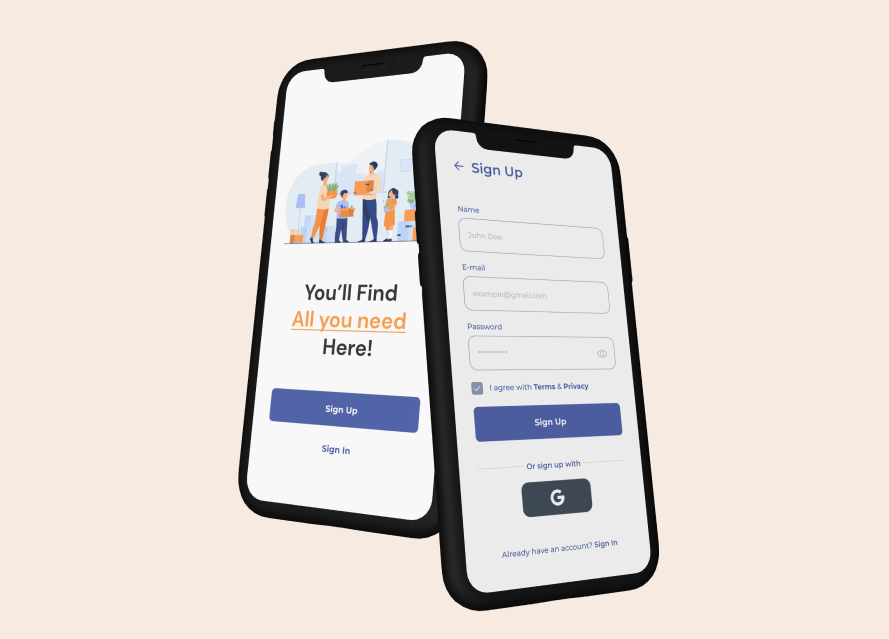 You'll Find
All you need
Here!
Sign Up
Sign In
Sign Up
Name
John Doe
E-mail
example@gmail.com
Password
••••••••••
I agree with Terms & Privacy
Sign Up
Or sign up with
G
Already have an account? Sign In